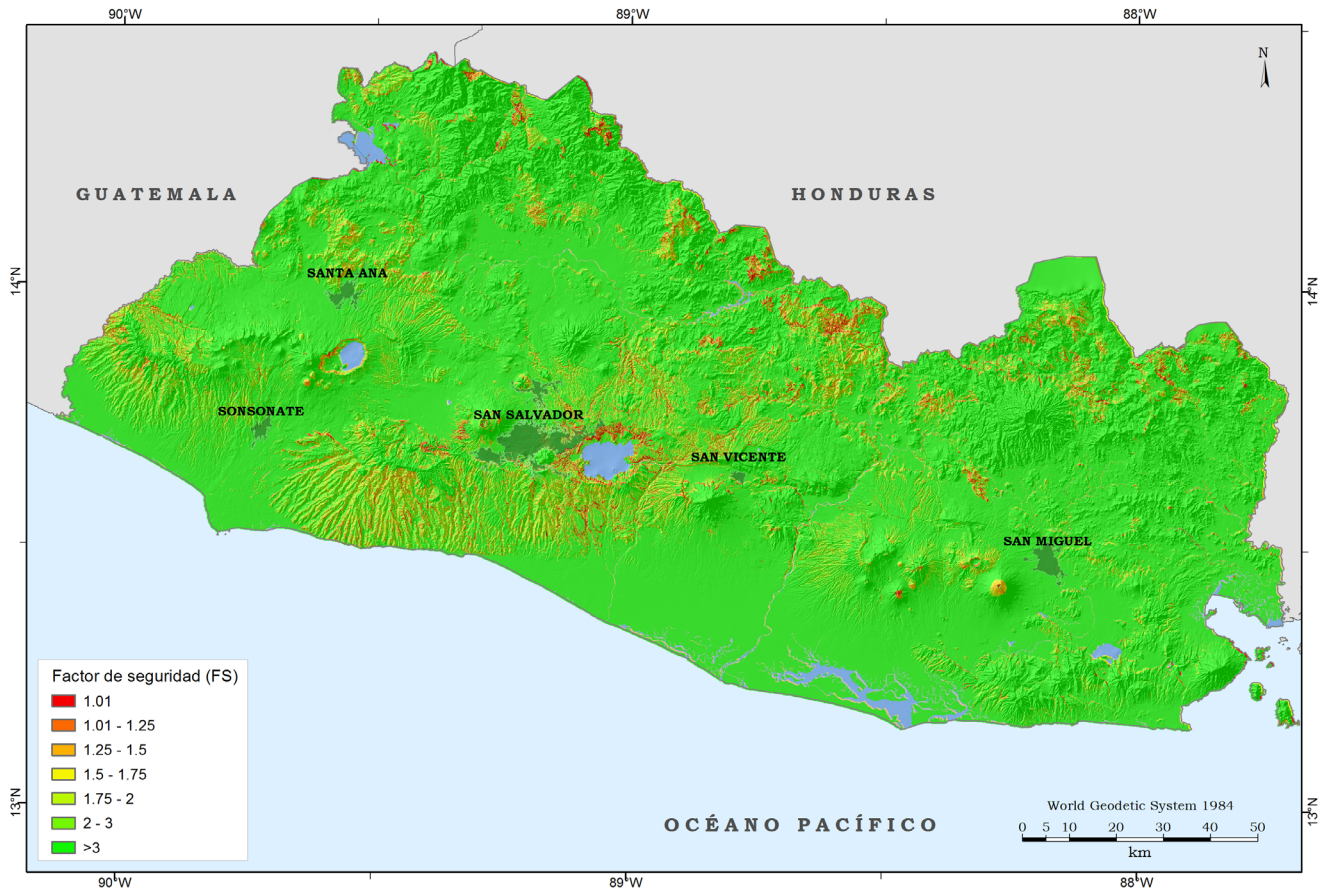 90°W 89°W 88°W
N
GUATEMALA HONDURAS
14°N 14°N
SANTA ANA
SONSONATE
SAN SALVADOR
SAN VICENTE
SAN MIGUEL
Factor de seguridad (FS)
1.01
1.01 - 1.25
1.25 - 1.5
1.5 - 1.75
1.75 - 2
2 - 3
>3
13°N 13°N
OCÉANO PACÍFICO
World Geodetic System 1984
0 5 10 20 30 40 50
km
90°W 89°W 88°W